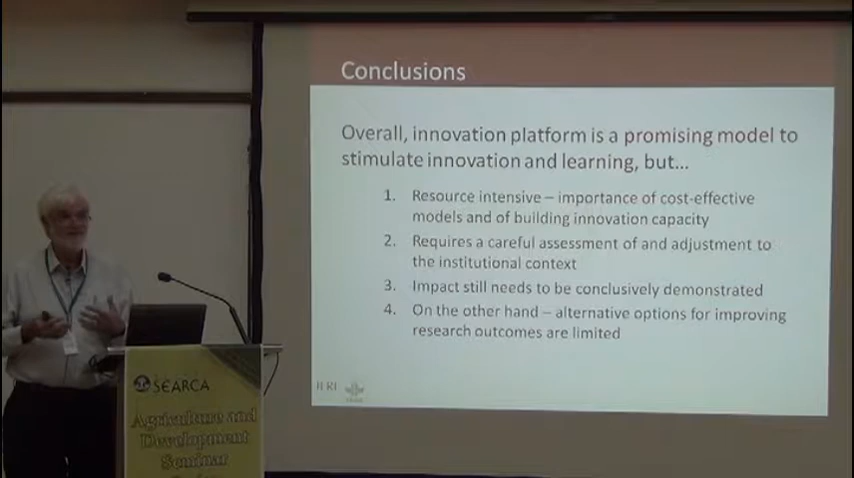 Conclusions
Overall, innovation platform is a promising model to
stimulate innovation and learning, but...
1. Resource intensive – importance of cost-effective
models and of building innovation capacity
2. Requires a careful assessment of and adjustment to
the institutional context
3. Impact still needs to be conclusively demonstrated
4. On the other hand – alternative options for improving
research outcomes are limited
SEARCA
Agriculture and
Development
Seminar